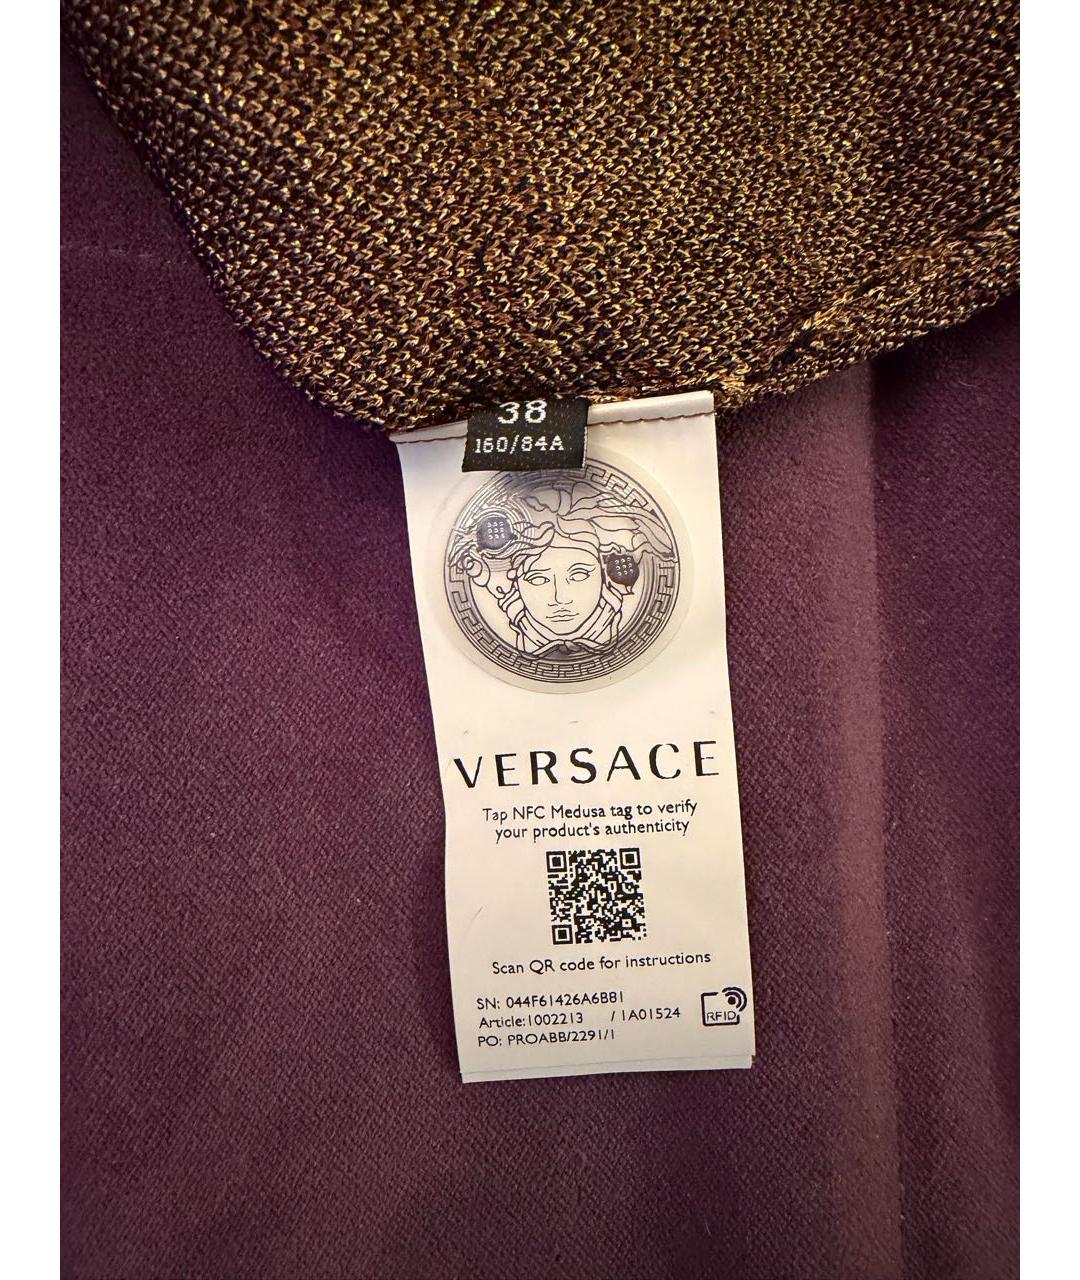 38
160/84A
VERSACE
Tap NFC Medusa tag to verify
your product's authenticity
Scan QR code for instructions
SN: 044F61426A6B81
Article:1002213 / 1A01524
PO: PROABB/2291/1
RFID